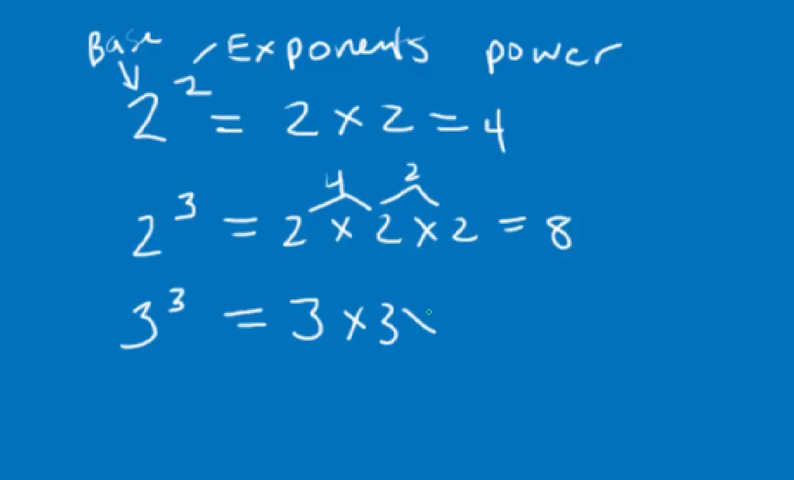 Base Exponents power
2² = 2 × 2 = 4
4 2
2³ = 2 × 2 × 2 = 8
3³ = 3 × 3 \